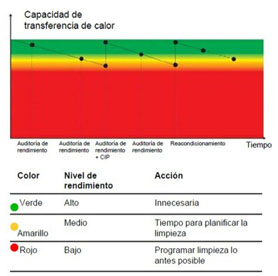 Capacidad de
transferencia de calor
Auditoría de
rendimiento
Auditoría de
rendimiento
Auditoría de
rendimiento
+ CIP
Auditoría de
rendimiento
Reacondicionamiento
Tiempo
Color
Nivel de
rendimiento
Acción
Verde
Alto
Innecesaria
Amarillo
Medio
Tiempo para planificar la
limpieza
Rojo
Bajo
Programar limpieza lo
antes posible